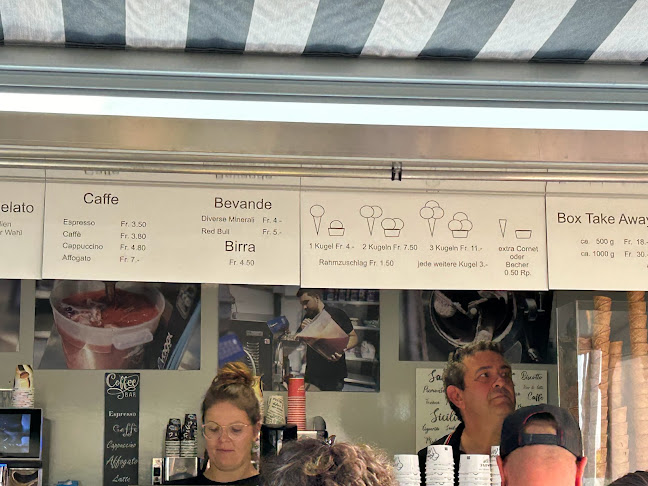 elato
Caffe
Espresso Fr. 3.50
Caffè Fr. 3.80
Cappuccino Fr. 4.80
Affogato Fr. 7.-
Bevande
Diverse Minerali Fr. 4.-
Red Bull Fr. 5.-
Birra
Fr. 4.50
1 Kugel Fr. 4.-
2 Kugeln Fr. 7.50
3 Kugeln Fr. 11.-
extra Cornet
oder
Becher
0.50 Rp.
Rahmzuschlag Fr. 1.50
jede weitere Kugel 3.-
Box Take Away
ca. 500 g Fr. 18.-
ca. 1000 g Fr. 30.-
Coffee
BAR
Espresso
Caffè
Cappuccino
Affogato
Latte
Biscotto
Caffè